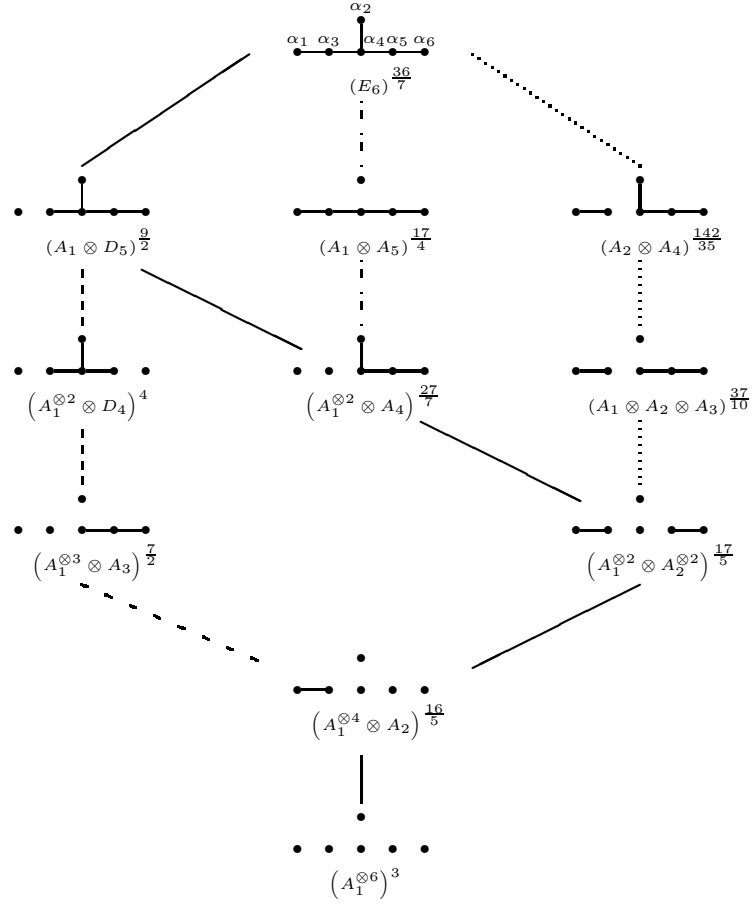 α₂
α₁ α₃ α₄ α₅ α₆
(E₆)^{36/7}
(A₁ ⊗ D₅)^{9/2} (A₁ ⊗ A₅)^{17/4} (A₂ ⊗ A₄)^{142/35}
(A₁^{⊗2} ⊗ D₄)^{4} (A₁^{⊗2} ⊗ A₄)^{27/7} (A₁ ⊗ A₂ ⊗ A₃)^{37/10}
(A₁^{⊗3} ⊗ A₃)^{7/2} (A₁^{⊗2} ⊗ A₂^{⊗2})^{17/5}
(A₁^{⊗4} ⊗ A₂)^{16/5}
(A₁^{⊗6})^{3}